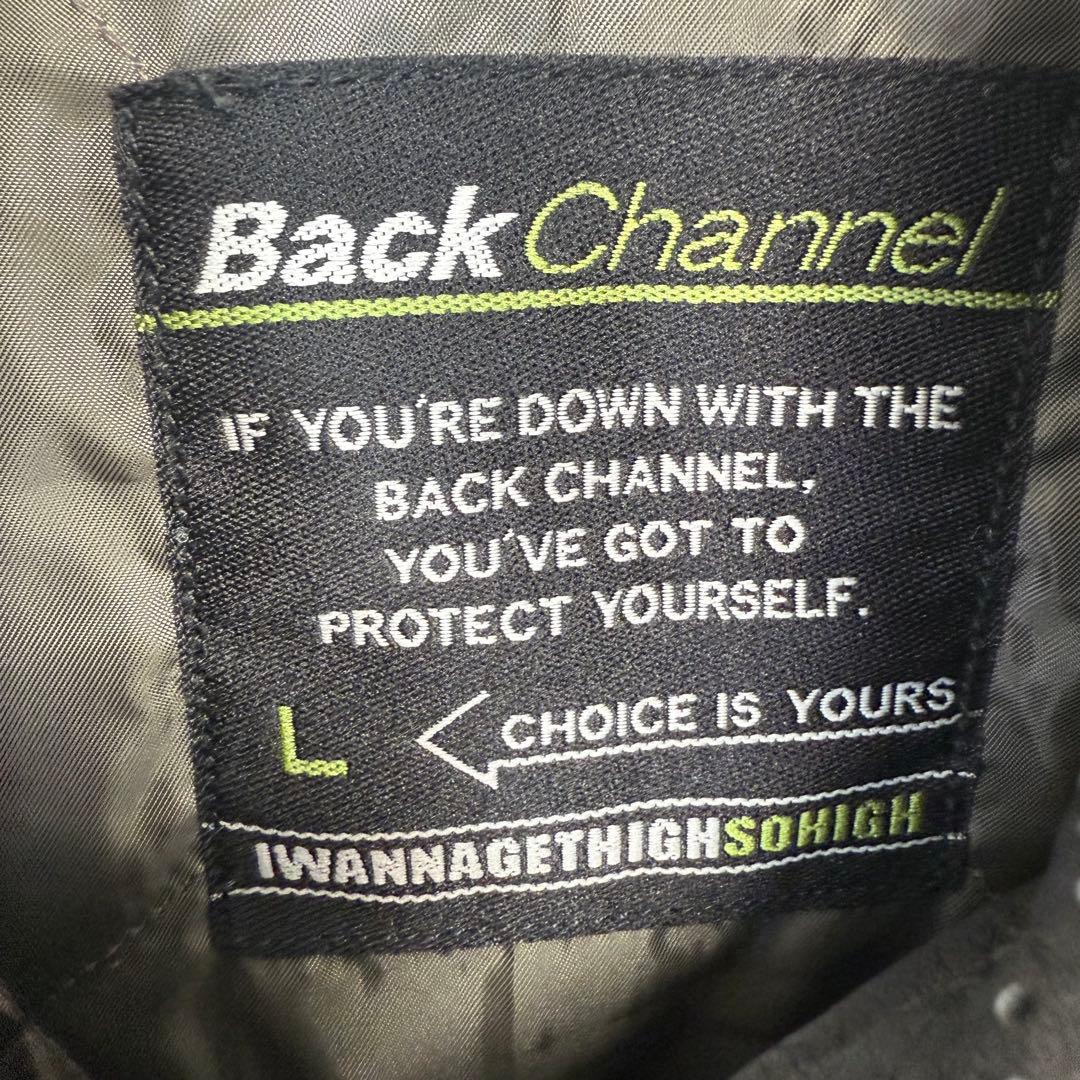 Back Channel
IF YOU'RE DOWN WITH THE
BACK CHANNEL,
YOU'VE GOT TO
PROTECT YOURSELF.
L CHOICE IS YOURS
IWANNAGETHIGHSOHIGH